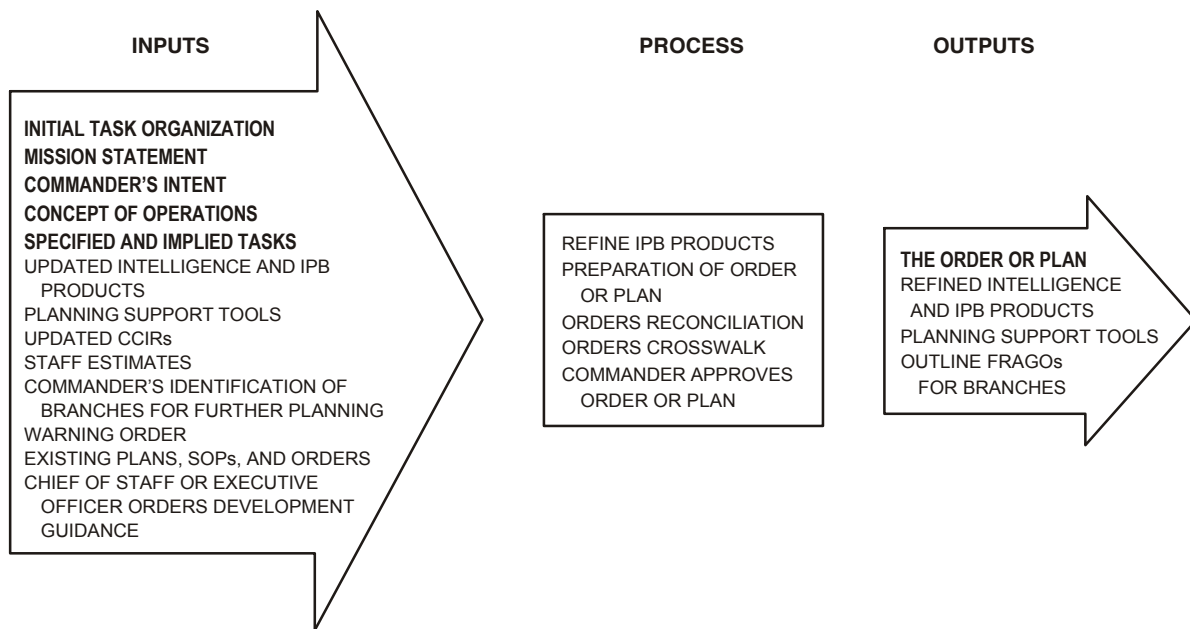 INPUTS
INITIAL TASK ORGANIZATION
MISSION STATEMENT
COMMANDER'S INTENT
CONCEPT OF OPERATIONS
SPECIFIED AND IMPLIED TASKS
UPDATED INTELLIGENCE AND IPB
PRODUCTS
PLANNING SUPPORT TOOLS
UPDATED CCIRs
STAFF ESTIMATES
COMMANDER'S IDENTIFICATION OF
BRANCHES FOR FURTHER PLANNING
WARNING ORDER
EXISTING PLANS, SOPs, AND ORDERS
CHIEF OF STAFF OR EXECUTIVE
OFFICER ORDERS DEVELOPMENT
GUIDANCE
PROCESS
REFINE IPB PRODUCTS
PREPARATION OF ORDER
OR PLAN
ORDERS RECONCILIATION
ORDERS CROSSWALK
COMMANDER APPROVES
ORDER OR PLAN
OUTPUTS
THE ORDER OR PLAN
REFINED INTELLIGENCE
AND IPB PRODUCTS
PLANNING SUPPORT TOOLS
OUTLINE FRAGOs
FOR BRANCHES